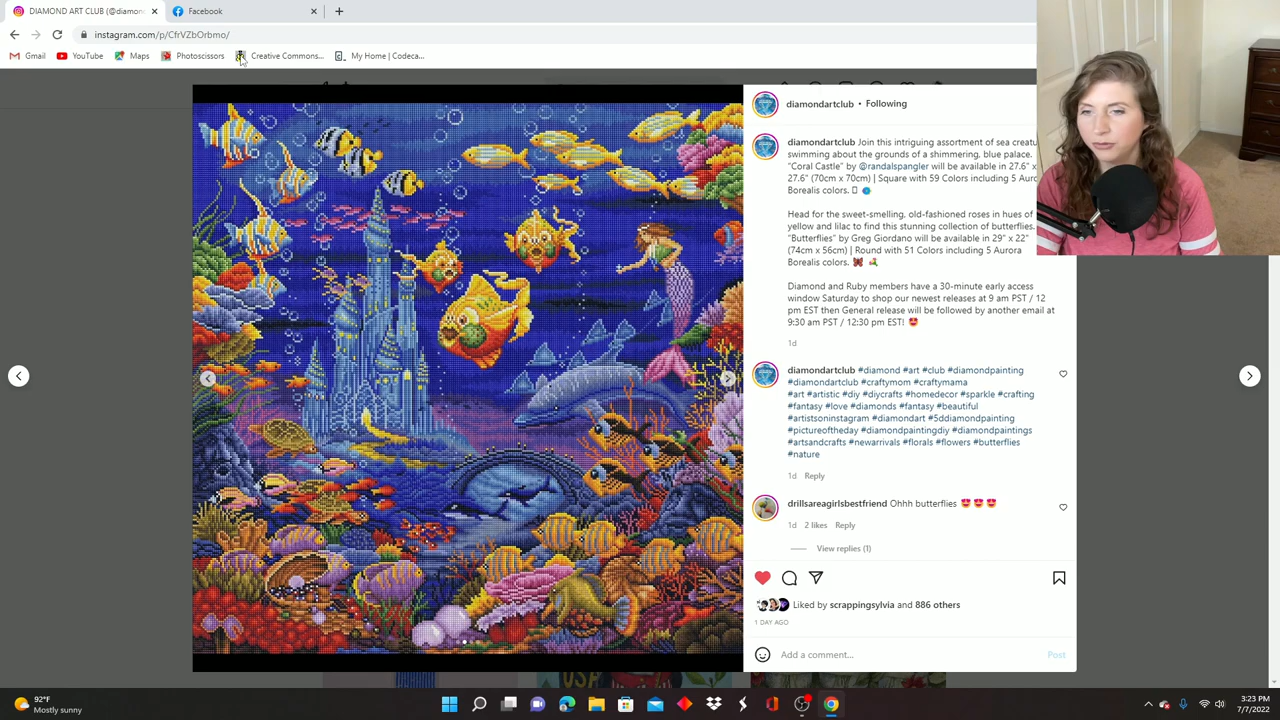 DIAMOND ART CLUB (@diamon
Facebook
instagram.com/p/CfrVZbOrbmo/
Gmail
YouTube
Maps
Photoscissors
Creative Commons...
My Home | Codeca...
diamondartclub • Following
diamondartclub Join this intriguing assortment of sea creatu
swimming about the grounds of a shimmering, blue palace.
"Coral Castle" by @randalspangler will be available in 27.6" x
27.6" (70cm x 70cm) | Square with 59 Colors including 5 Auro
Borealis colors.
Head for the sweet-smelling, old-fashioned roses in hues of
yellow and lilac to find this stunning collection of butterflies.
"Butterflies" by Greg Giordano will be available in 29" x 22"
(74cm x 56cm) | Round with 51 Colors including 5 Aurora
Borealis colors.
Diamond and Ruby members have a 30-minute early access
window Saturday to shop our newest releases at 9 am PST / 12
pm EST then General release will be followed by another email at
9:30 am PST / 12:30 pm EST! 😍
1d
diamondartclub #diamond #art #club #diamondpainting
#diamondartclub #craftymom #craftymama
#art #artistic #diy #diycrafts #homedecor #sparkle #crafting
#fantasy #love #diamonds #fantasy #beautiful
#artistsoninstagram #diamondart #5ddiamondpainting
#pictureoftheday #diamondpaintingdiy #diamondpaintings
#artsandcrafts #newarrivals #florals #flowers #butterflies
#nature
1d Reply
drillsareagirlsbestfriend Ohhh butterflies 😍😍😍
1d 2 likes Reply
View replies (1)
Liked by scrappingsylvia and 886 others
1 DAY AGO
Add a comment...
Post
USA
92°F
Mostly sunny
3:23 PM
7/7/2022